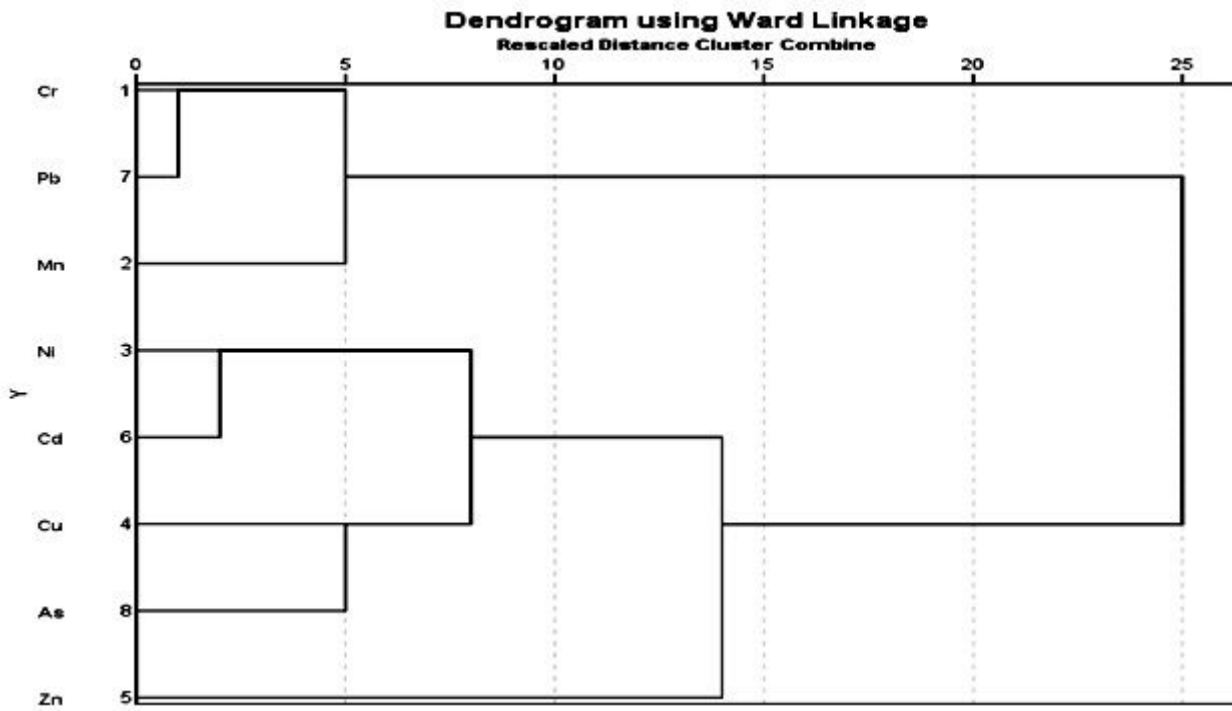 Dendrogram using Ward Linkage
Rescaled Distance Cluster Combine
0 5 10 15 20 25
Cr 1
Pb 7
Mn 2
Ni 3
Y
Cd 6
Cu 4
As 8
Zn 5